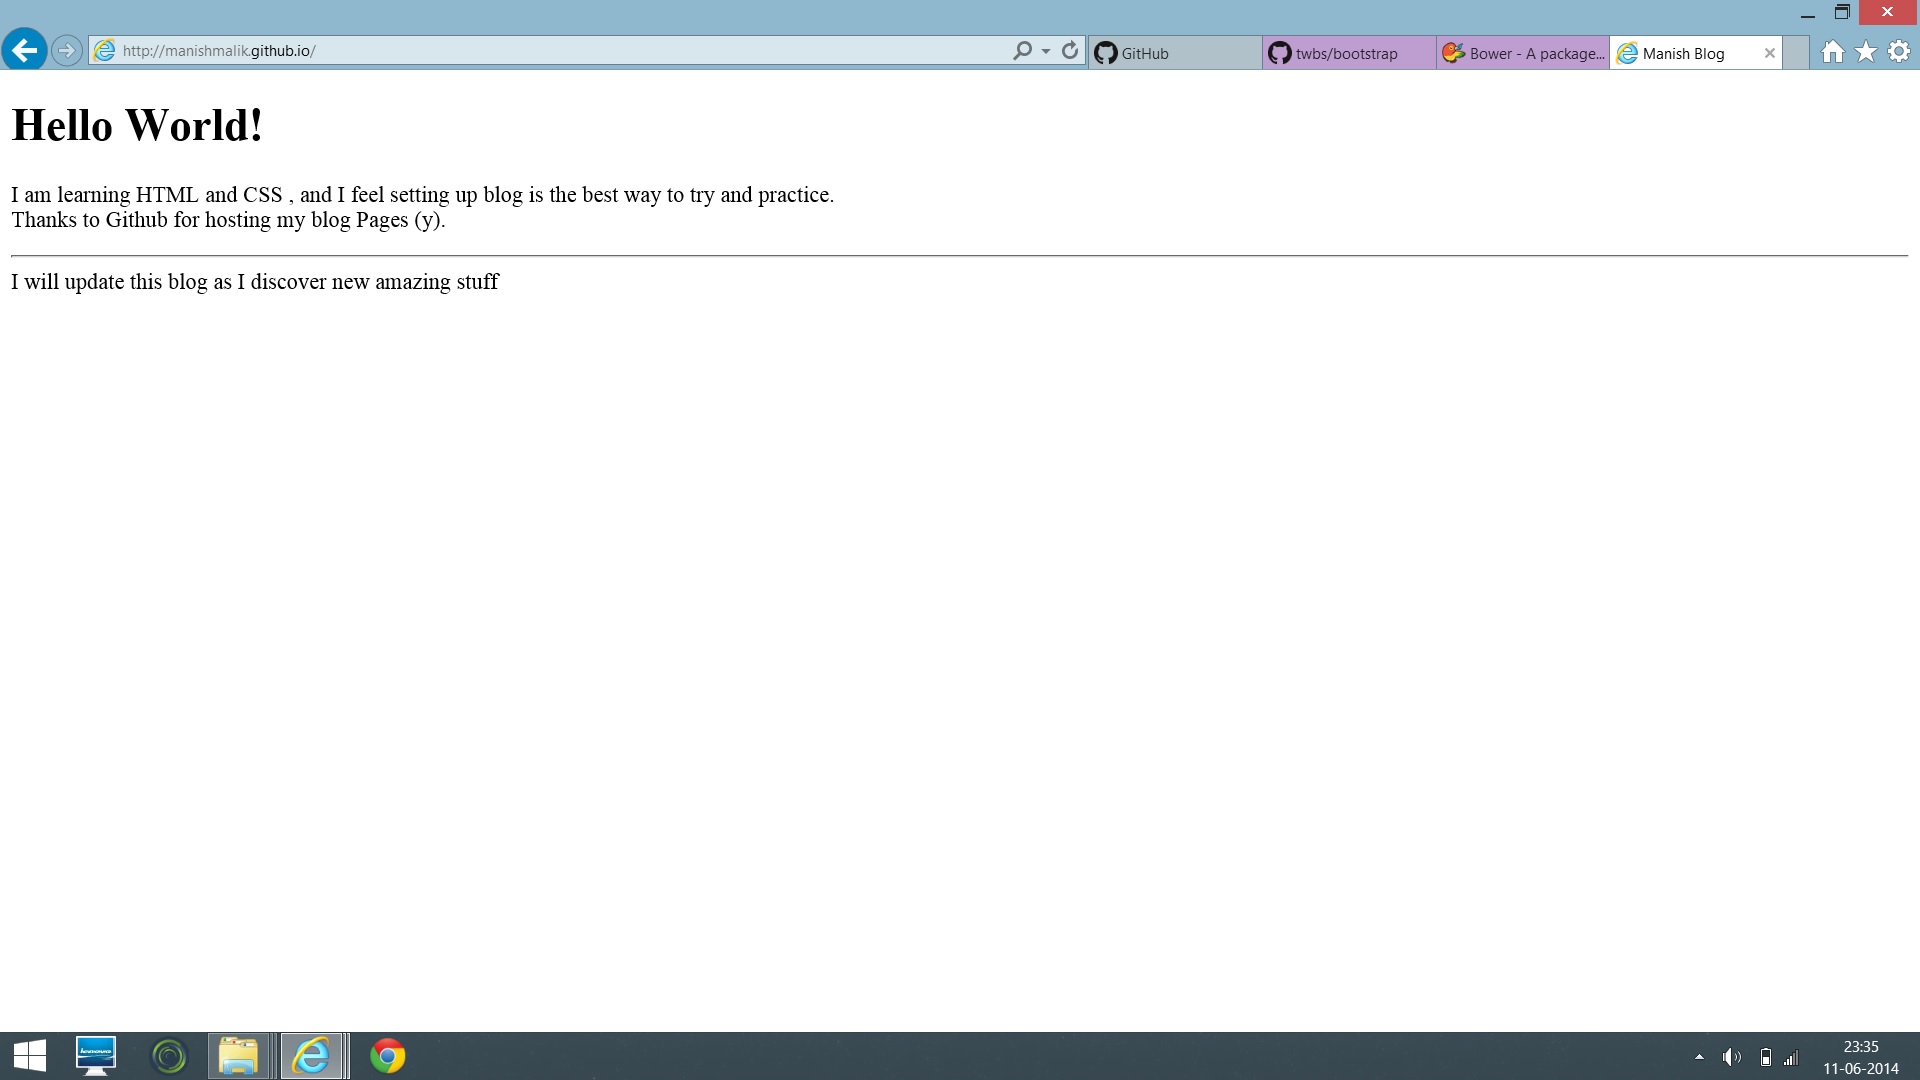 http://manishmalik.github.io/
GitHub
twbs/bootstrap
Bower - A package...
Manish Blog
Hello World!
I am learning HTML and CSS , and I feel setting up blog is the best way to try and practice.
Thanks to Github for hosting my blog Pages (y).
I will update this blog as I discover new amazing stuff
23:35
11-06-2014